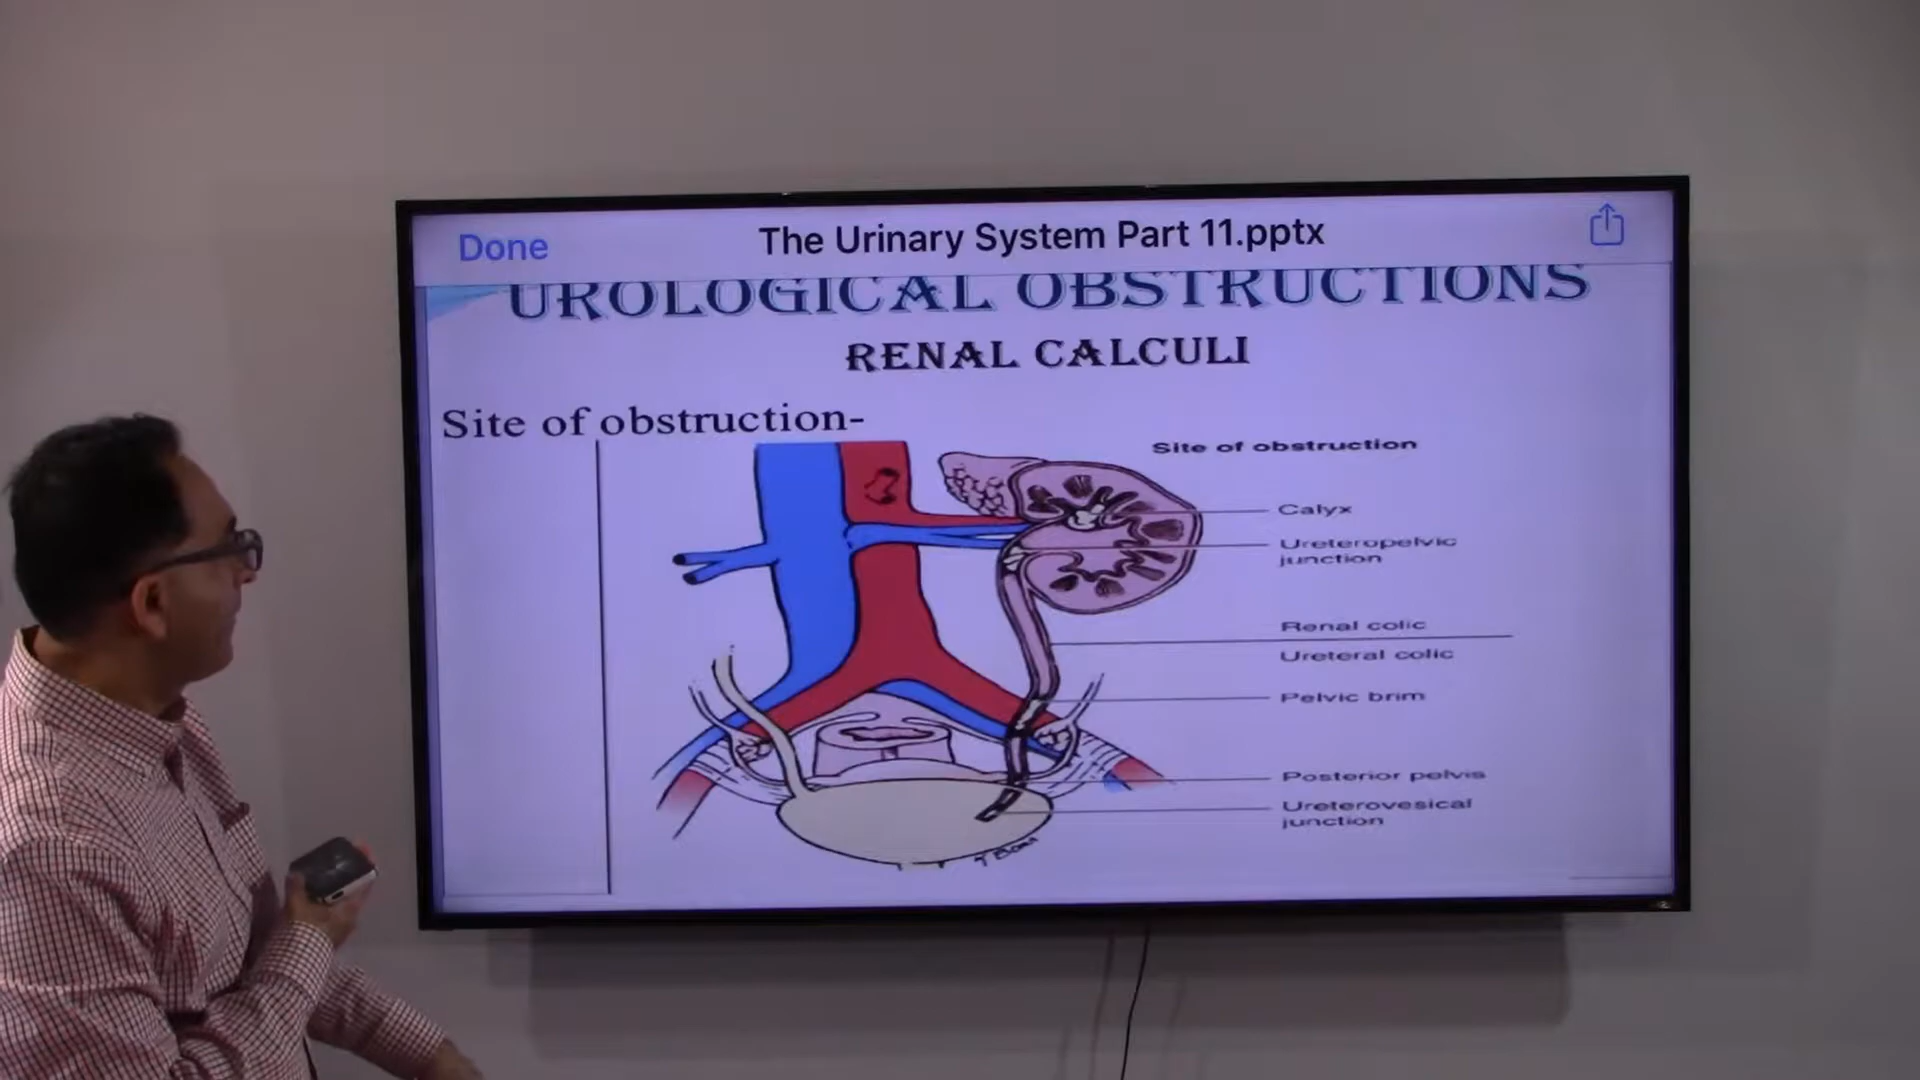 Done
The Urinary System Part 11.pptx
UROLOGICAL OBSTRUCTIONS
RENAL CALCULI
Site of obstruction-
Site of obstruction
Calyx
Ureteropelvic
junction
Renal colic
Ureteral colic
Pelvic brim
Posterior pelvis
Ureterovesical
junction